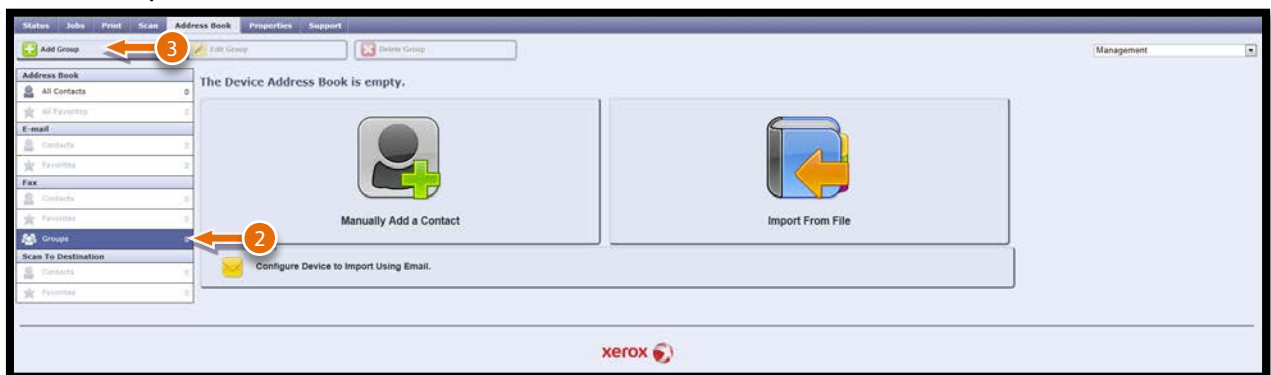 Status Jobs Print Scan Address Book Properties Support
Add Group 3 Edit Group Delete Group Management
Address Book
All Contacts 0
All Favorites 0
E-mail
Contacts 0
Favorites 0
Fax
Contacts 0
Favorites 0
Groups 0 2
Scan To Destination
Contacts 0
Favorites 0
The Device Address Book is empty.
Manually Add a Contact Import From File
Configure Device to Import Using Email.
xerox